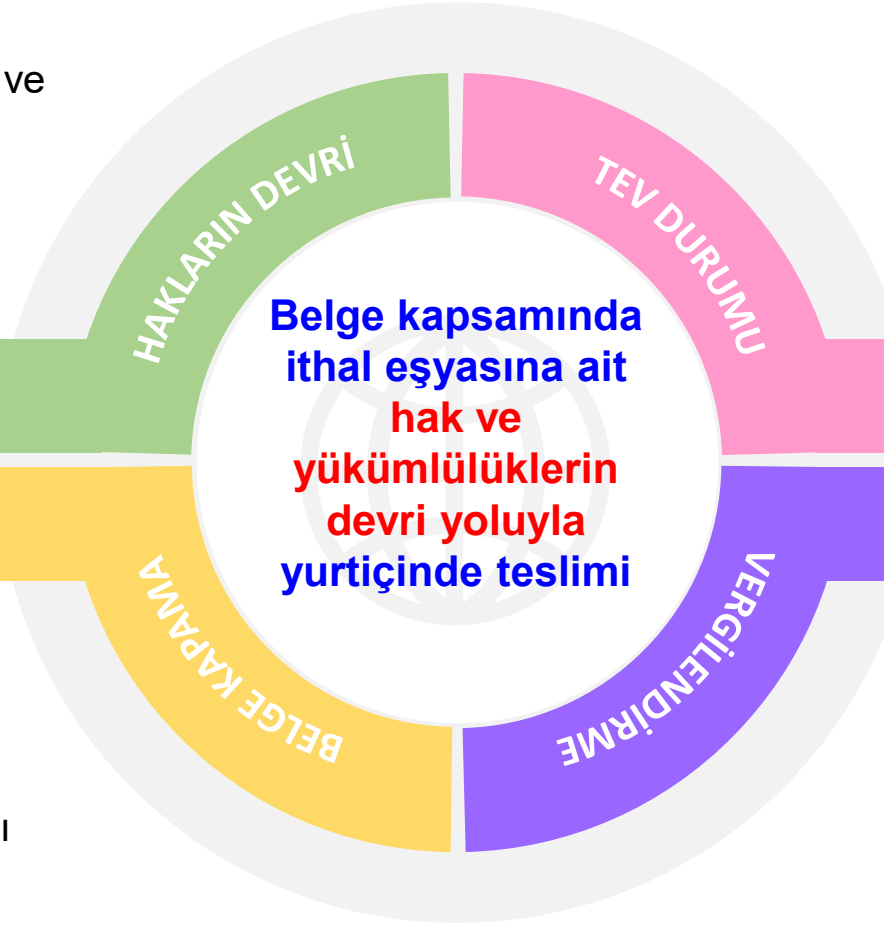 ve
HAKLARIN DEVRİ
TEV DURUMU
Belge kapsamında
ithal eşyasına ait
hak ve
yükümlülüklerin
devri yoluyla
yurtiçinde teslimi
BELGE KAPAMA
VERGİLENDİRME
ı